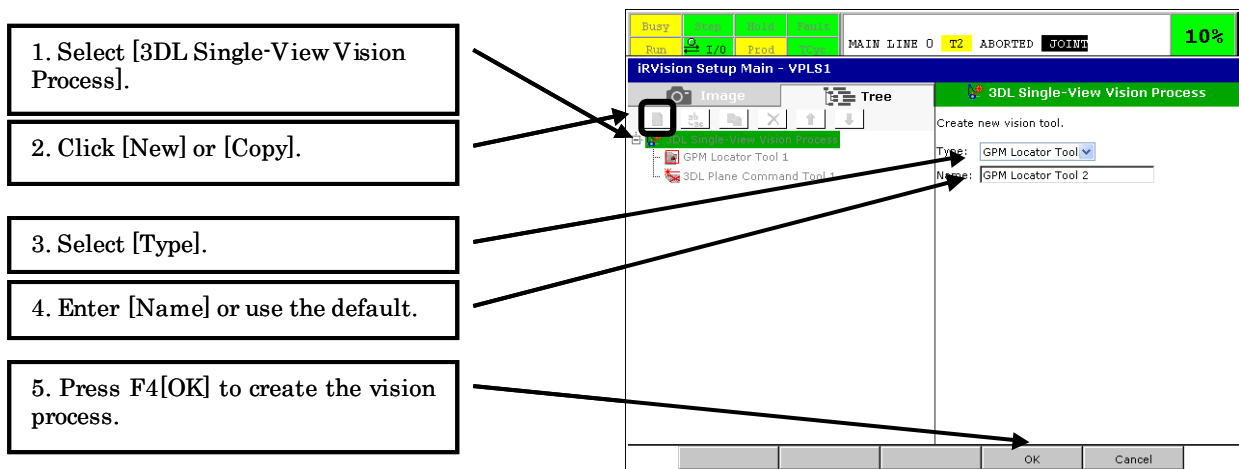 1. Select [3DL Single-View Vision
Process].
2. Click [New] or [Copy].
3. Select [Type].
4. Enter [Name] or use the default.
5. Press F4[OK] to create the vision
process.
Busy Step Hold Fault
Run I/O Prod TCyc
MAIN LINE 0 T2 ABORTED JOINT
10%
iRVision Setup Main - VPLS1
Image Tree
3DL Single-View Vision Proc
ab
3DL Single-View Vision Process
GPM Locator Tool 1
3DL Plane Command Tool 1
Create new vision tool.
Type: GPM Locator Tool
Name: GPM Locator Tool 2
OK Cancel